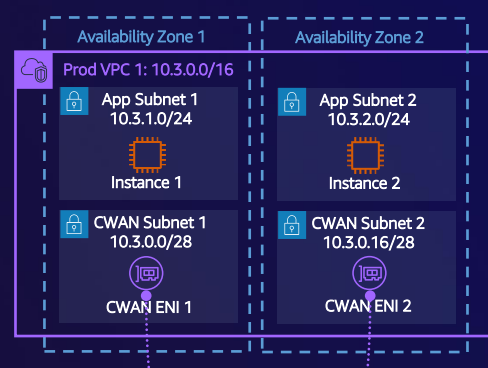 Availability Zone 1
Availability Zone 2
Prod VPC 1: 10.3.0.0/16
App Subnet 1
10.3.1.0/24
Instance 1
App Subnet 2
10.3.2.0/24
Instance 2
CWAN Subnet 1
10.3.0.0/28
CWAN ENI 1
CWAN Subnet 2
10.3.0.16/28
CWAN ENI 2